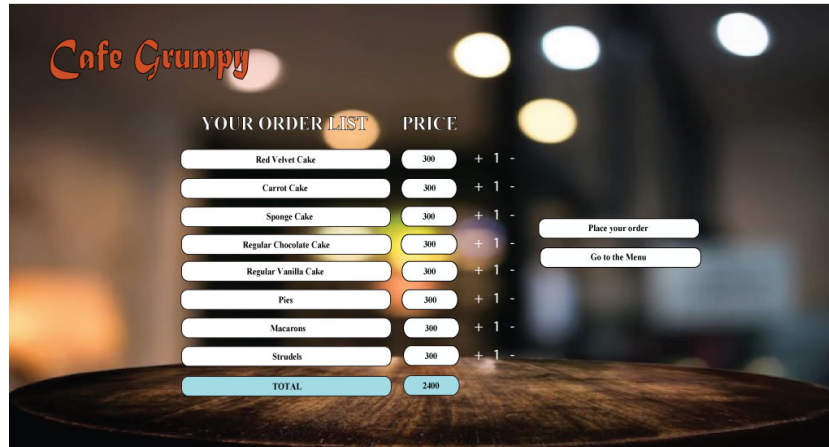 Cafe Grumpy
YOUR ORDER LIST PRICE
Red Velvet Cake 300 + 1 -
Carrot Cake 300 + 1 -
Sponge Cake 300 + 1 -
Regular Chocolate Cake 300 + 1 -
Regular Vanilla Cake 300 + 1 -
Pies 300 + 1 -
Macarons 300 + 1 -
Strudels 300 + 1 -
TOTAL 2400
Place your order
Go to the Menu